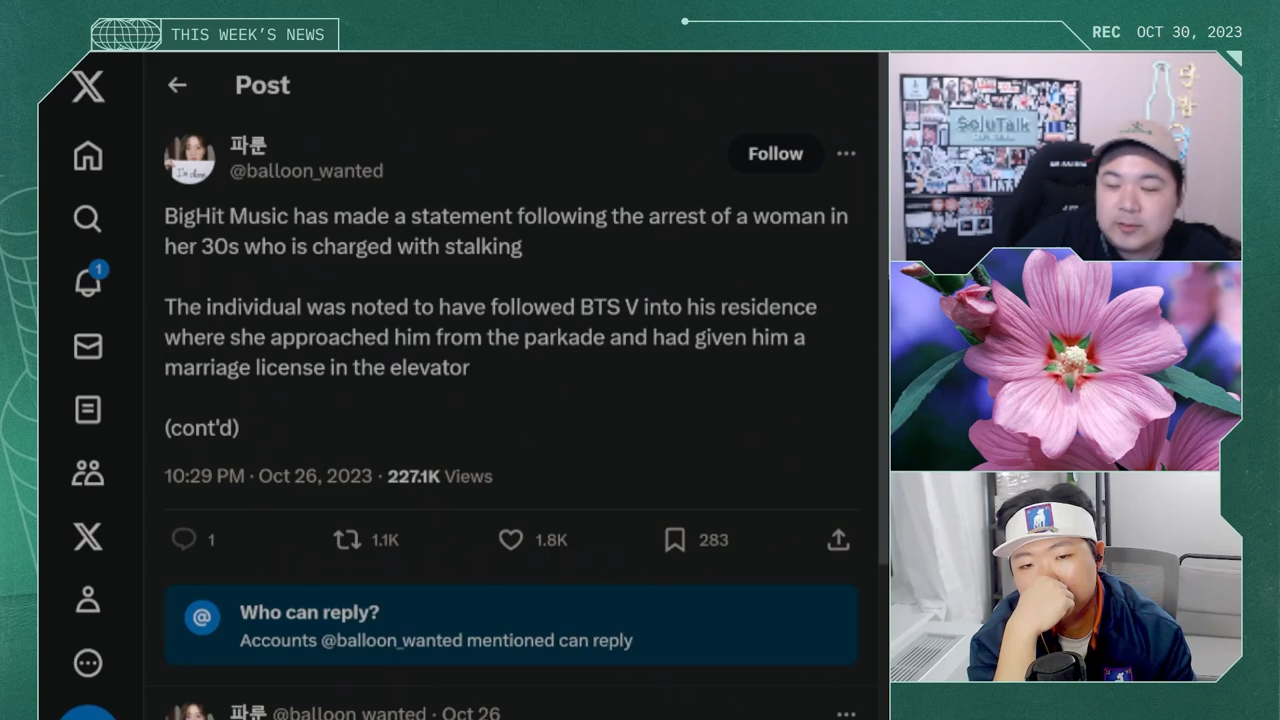 THIS WEEK'S NEWS
REC OCT 30, 2023
Post
파룬
@balloon_wanted
Follow
I'm done
BigHit Music has made a statement following the arrest of a woman in
her 30s who is charged with stalking
The individual was noted to have followed BTS V into his residence
where she approached him from the parkade and had given him a
marriage license in the elevator
(cont'd)
10:29 PM · Oct 26, 2023 · 227.1K Views
1 1.1K 1.8K 283
Who can reply?
Accounts @balloon_wanted mentioned can reply
파룬 @balloon_wanted · Oct 26
1
SojuTalk